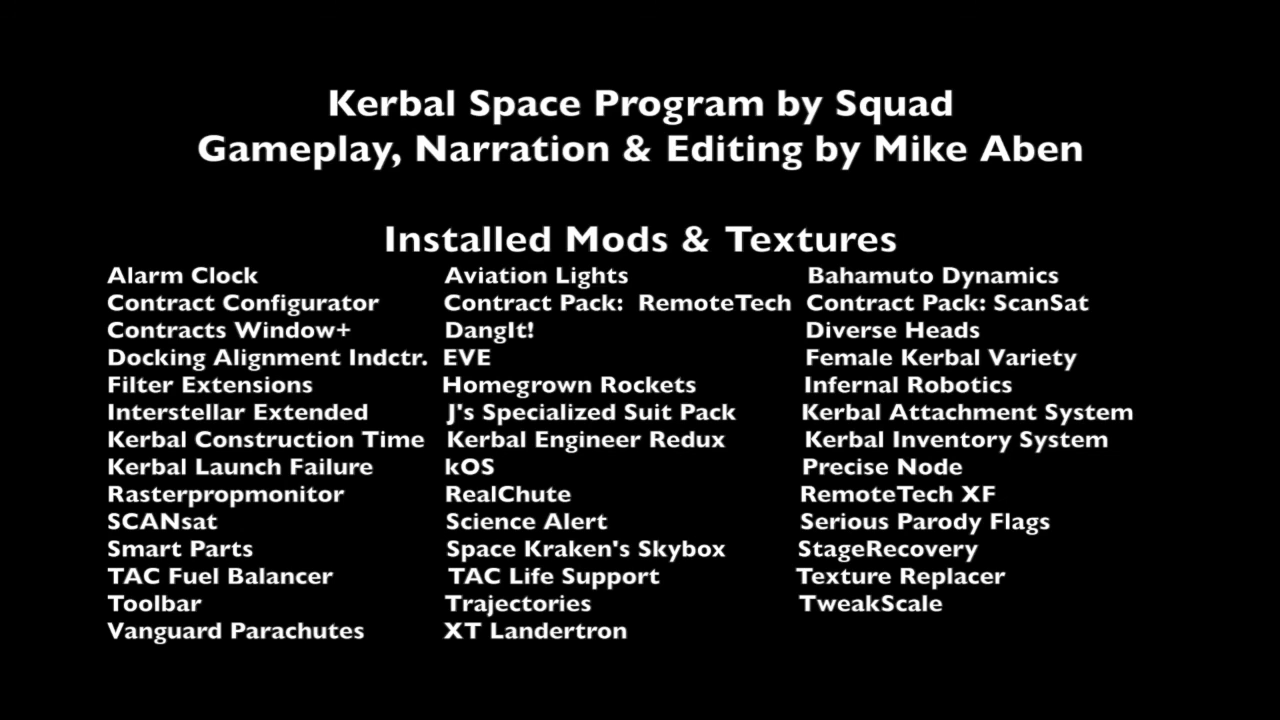 Kerbal Space Program by Squad
Gameplay, Narration & Editing by Mike Aben
Installed Mods & Textures
Alarm Clock Aviation Lights Bahamuto Dynamics
Contract Configurator Contract Pack: RemoteTech Contract Pack: ScanSat
Contracts Window+ DangIt! Diverse Heads
Docking Alignment Indctr. EVE Female Kerbal Variety
Filter Extensions Homegrown Rockets Infernal Robotics
Interstellar Extended J's Specialized Suit Pack Kerbal Attachment System
Kerbal Construction Time Kerbal Engineer Redux Kerbal Inventory System
Kerbal Launch Failure kOS Precise Node
Rasterpropmonitor RealChute RemoteTech XF
SCANsat Science Alert Serious Parody Flags
Smart Parts Space Kraken's Skybox StageRecovery
TAC Fuel Balancer TAC Life Support Texture Replacer
Toolbar Trajectories TweakScale
Vanguard Parachutes XT Landertron